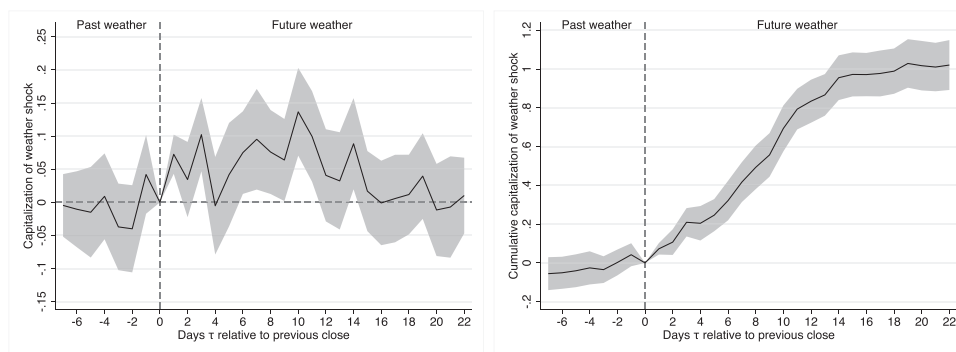 Past weather
Future weather
.25
.2
.15
.1
.05
0
-.05
-.1
-.15
Capitalization of weather shock
-6 -4 -2 0 2 4 6 8 10 12 14 16 18 20 22
Days τ relative to previous close
Past weather
Future weather
1.2
1
.8
.6
.4
.2
0
-.2
Cumulative capitalization of weather shock
-6 -4 -2 0 2 4 6 8 10 12 14 16 18 20 22
Days τ relative to previous close